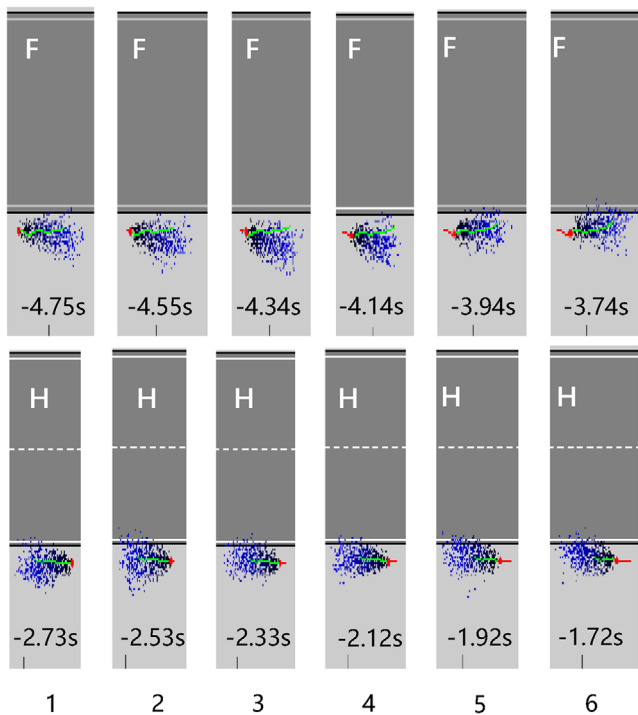 F F F F F F
-4.75s -4.55s -4.34s -4.14s -3.94s -3.74s
H H H H H H
-2.73s -2.53s -2.33s -2.12s -1.92s -1.72s
1 2 3 4 5 6